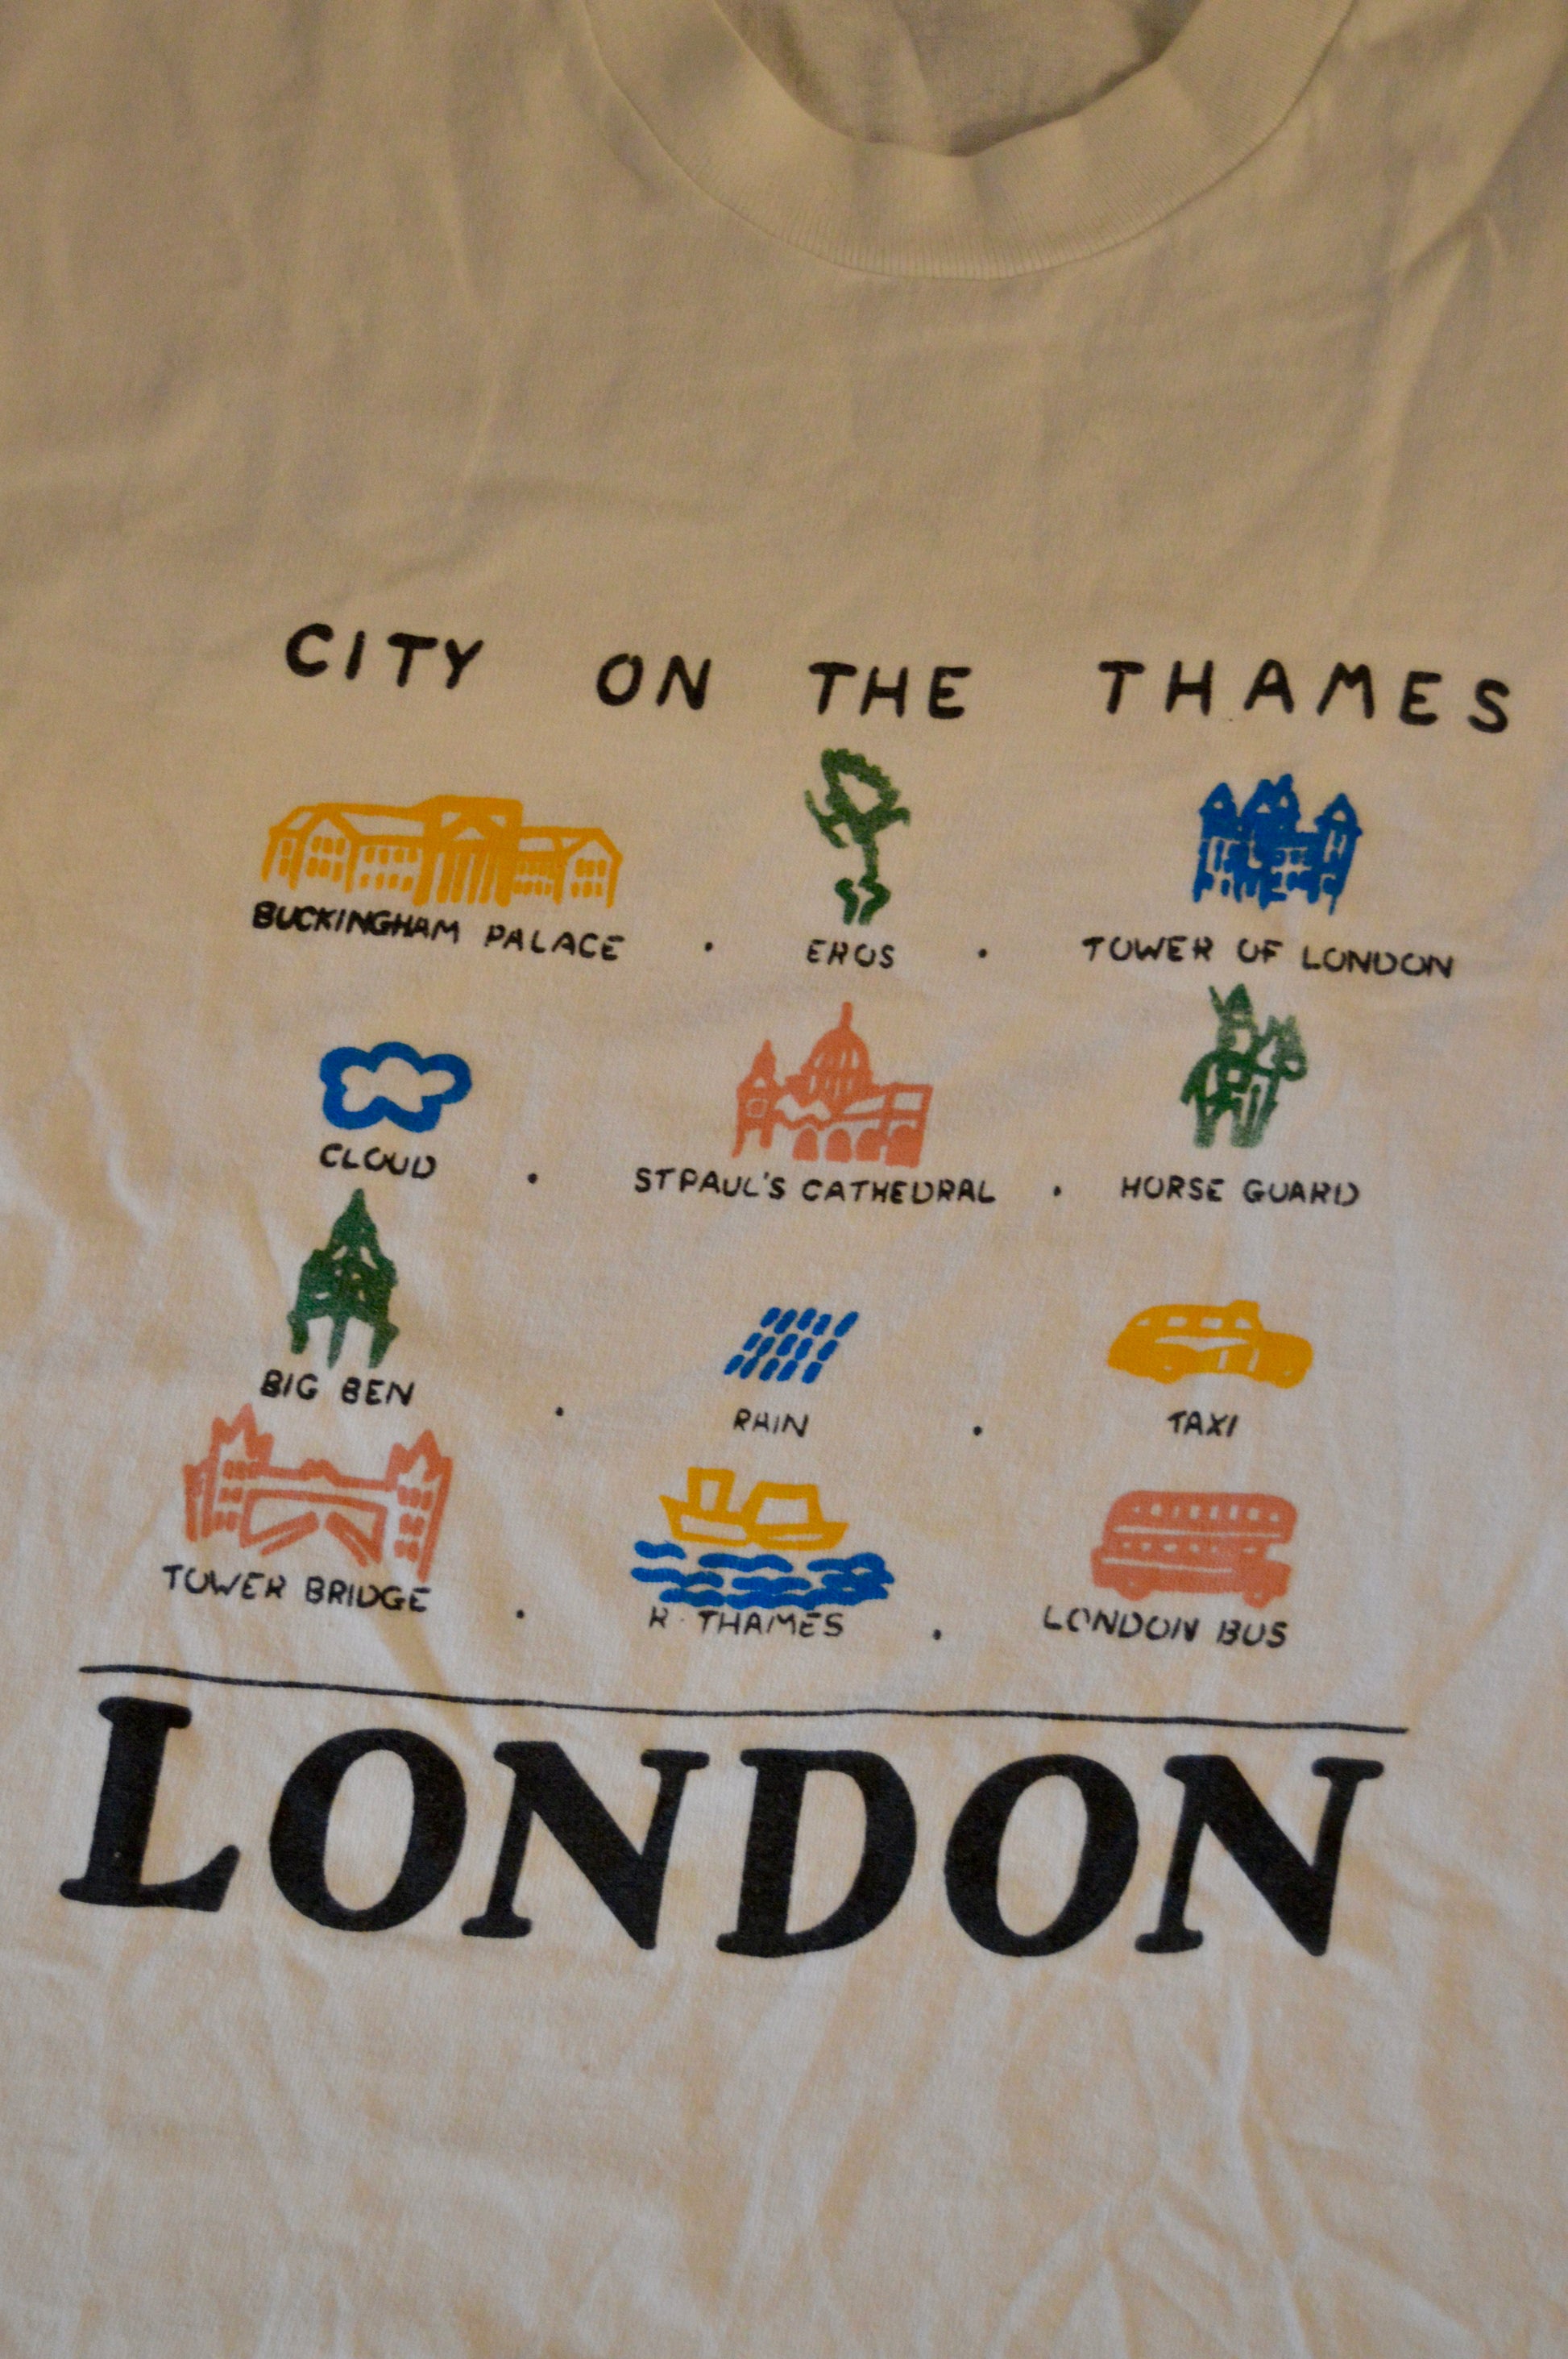 CITY ON THE THAMES
BUCKINGHAM PALACE . EROS . TOWER OF LONDON
CLOUD . ST PAUL'S CATHEDRAL . HORSE GUARD
BIG BEN . RAIN . TAXI
TOWER BRIDGE . R. THAMES . LONDON BUS
LONDON